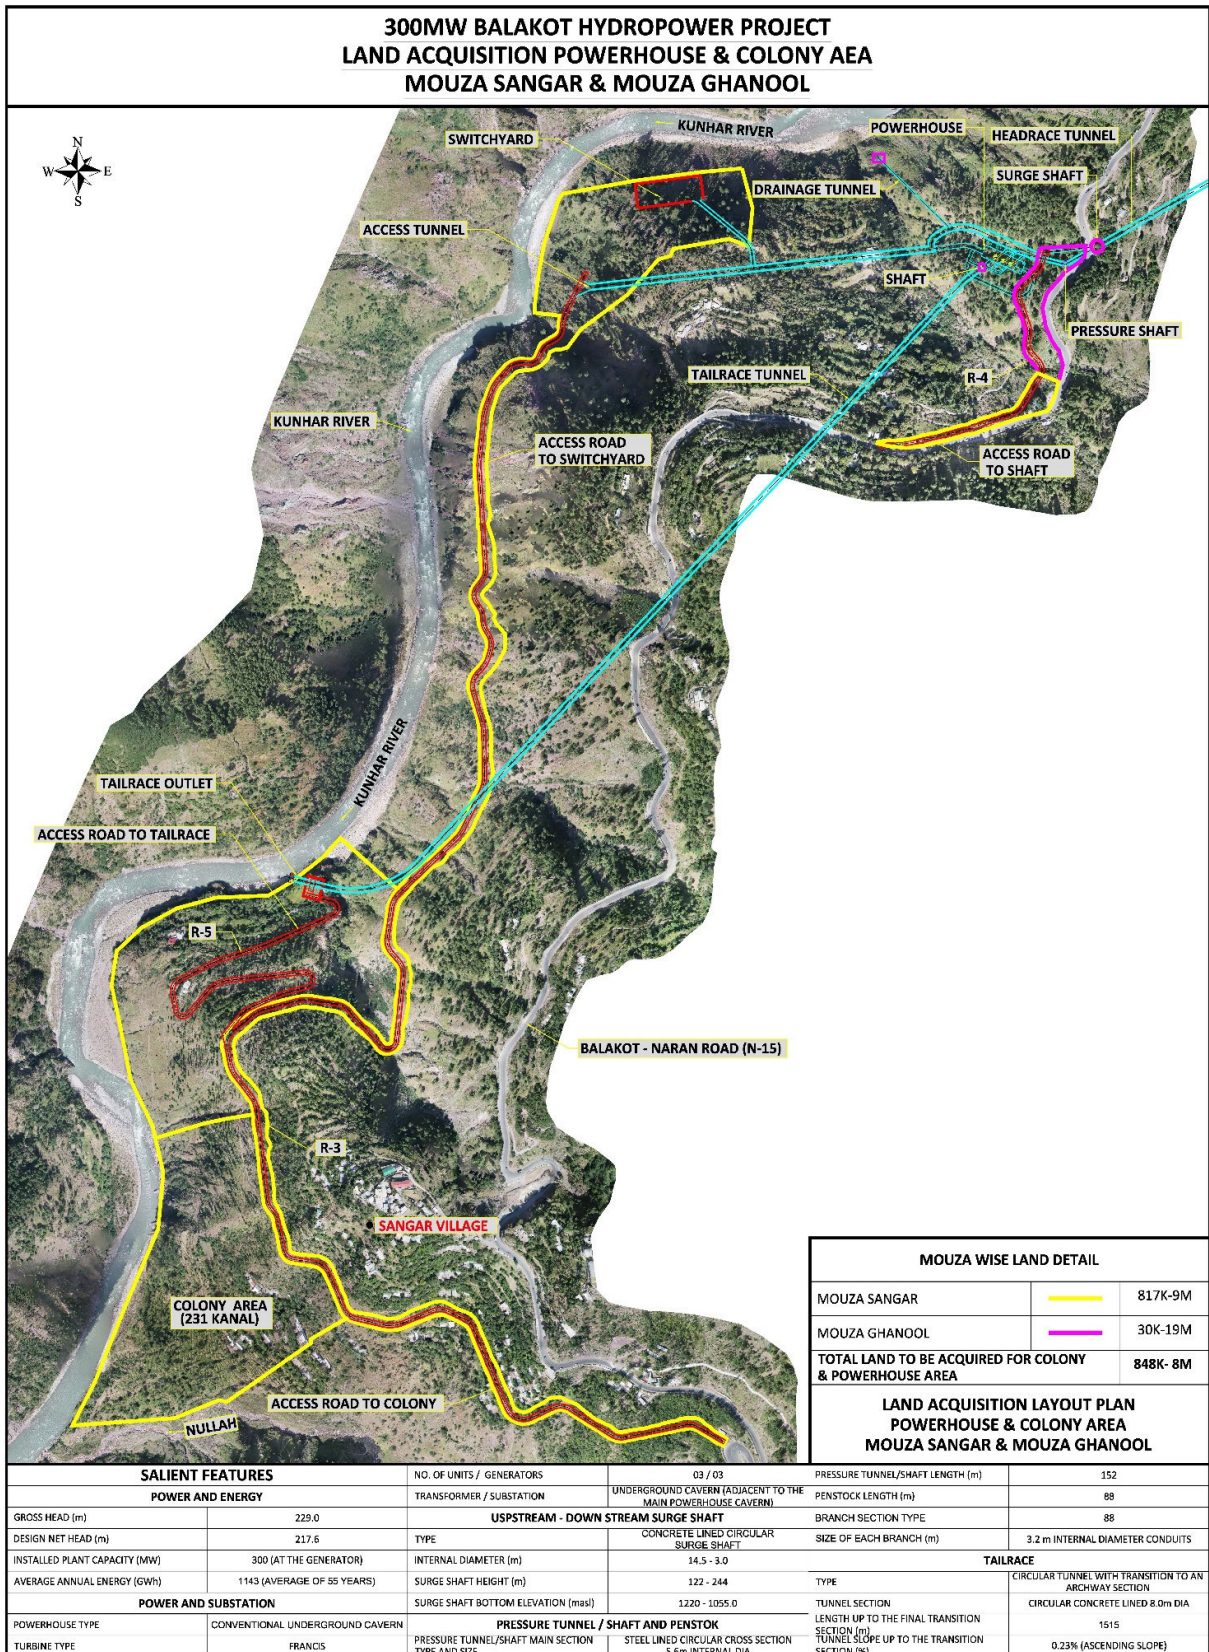 300MW BALAKOT HYDROPOWER PROJECT
LAND ACQUISITION POWERHOUSE & COLONY AEA
MOUZA SANGAR & MOUZA GHANOOL
N
W E
S
SWITCHYARD
KUNHAR RIVER
POWERHOUSE
HEADRACE TUNNEL
DRAINAGE TUNNEL
SURGE SHAFT
ACCESS TUNNEL
SHAFT
PRESSURE SHAFT
TAILRACE TUNNEL
R-4
KUNHAR RIVER
ACCESS ROAD
TO SWITCHYARD
ACCESS ROAD
TO SHAFT
KUNHAR RIVER
TAILRACE OUTLET
ACCESS ROAD TO TAILRACE
R-5
BALAKOT - NARAN ROAD (N-15)
R-3
SANGAR VILLAGE
COLONY AREA
(231 KANAL)
ACCESS ROAD TO COLONY
NULLAH
MOUZA WISE LAND DETAIL
MOUZA SANGAR 817K-9M
MOUZA GHANOOL 30K-19M
TOTAL LAND TO BE ACQUIRED FOR COLONY
& POWERHOUSE AREA 848K- 8M
LAND ACQUISITION LAYOUT PLAN
POWERHOUSE & COLONY AREA
MOUZA SANGAR & MOUZA GHANOOL
SALIENT FEATURES
POWER AND ENERGY
GROSS HEAD (m) 229.0
DESIGN NET HEAD (m) 217.6
INSTALLED PLANT CAPACITY (MW) 300 (AT THE GENERATOR)
AVERAGE ANNUAL ENERGY (GWh) 1143 (AVERAGE OF 55 YEARS)
POWER AND SUBSTATION
POWERHOUSE TYPE CONVENTIONAL UNDERGROUND CAVERN
TURBINE TYPE FRANCIS
NO. OF UNITS / GENERATORS 03 / 03
TRANSFORMER / SUBSTATION UNDERGROUND CAVERN (ADJACENT TO THE
MAIN POWERHOUSE CAVERN)
USPSTREAM - DOWN STREAM SURGE SHAFT
TYPE CONCRETE LINED CIRCULAR
SURGE SHAFT
INTERNAL DIAMETER (m) 14.5 - 3.0
SURGE SHAFT HEIGHT (m) 122 - 244
SURGE SHAFT BOTTOM ELEVATION (masl) 1220 - 1055.0
PRESSURE TUNNEL / SHAFT AND PENSTOK
PRESSURE TUNNEL/SHAFT MAIN SECTION
TYPE AND SIZE
STEEL LINED CIRCULAR CROSS SECTION
5.6m INTERNAL DIA
PRESSURE TUNNEL/SHAFT LENGTH (m) 152
PENSTOCK LENGTH (m) 88
BRANCH SECTION TYPE 88
SIZE OF EACH BRANCH (m) 3.2 m INTERNAL DIAMETER CONDUITS
TAILRACE
TYPE CIRCULAR TUNNEL WITH TRANSITION TO AN
ARCHWAY SECTION
TUNNEL SECTION CIRCULAR CONCRETE LINED 8.0m DIA
LENGTH UP TO THE FINAL TRANSITION
SECTION (m) 1515
TUNNEL SLOPE UP TO THE TRANSITION
SECTION (%) 0.23% (ASCENDING SLOPE)